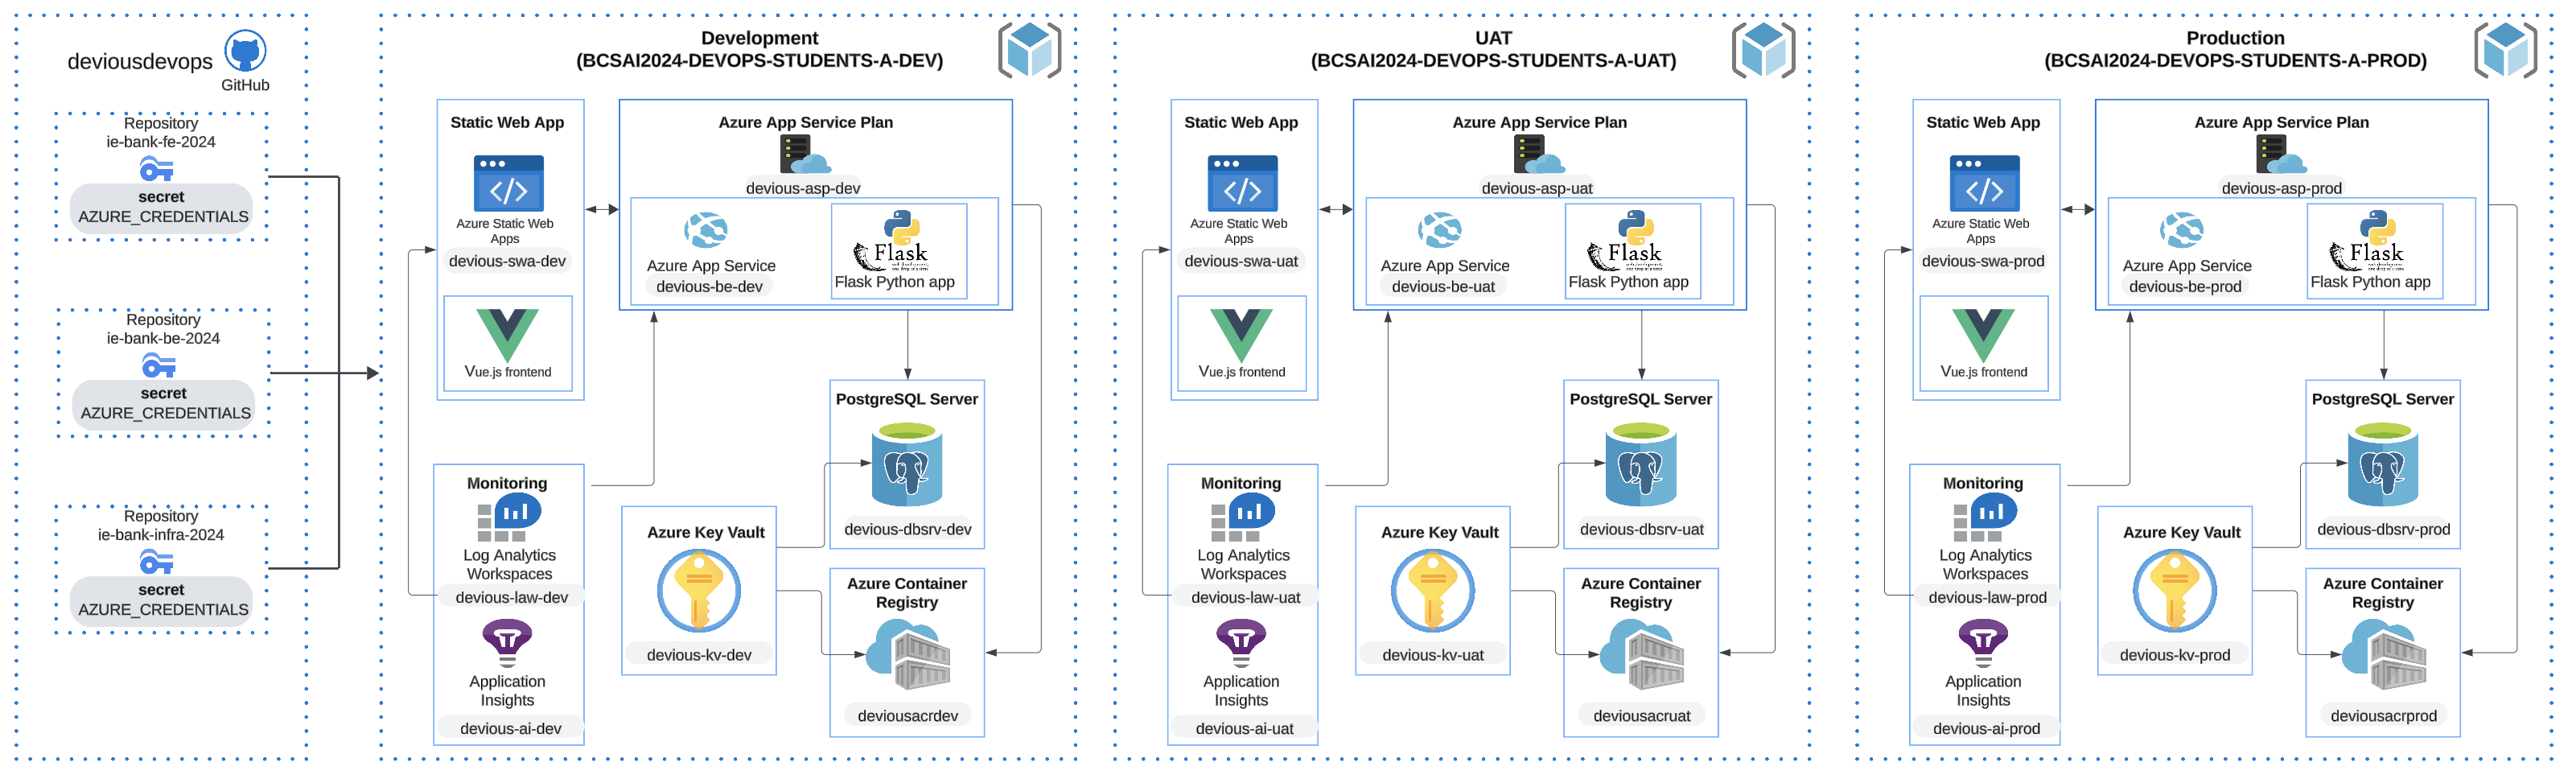 deviousdevops
GitHub
Repository
ie-bank-fe-2024
secret
AZURE_CREDENTIALS
Repository
ie-bank-be-2024
secret
AZURE_CREDENTIALS
Repository
ie-bank-infra-2024
secret
AZURE_CREDENTIALS
Development
(BCSAI2024-DEVOPS-STUDENTS-A-DEV)
Static Web App
Azure Static Web
Apps
devious-swa-dev
Vue.js frontend
Azure App Service Plan
devious-asp-dev
Azure App Service
devious-be-dev
Flask
Flask Python app
PostgreSQL Server
devious-dbsrv-dev
Monitoring
Log Analytics
Workspaces
devious-law-dev
Application
Insights
devious-ai-dev
Azure Key Vault
devious-kv-dev
Azure Container
Registry
deviousacrdev
UAT
(BCSAI2024-DEVOPS-STUDENTS-A-UAT)
Static Web App
Azure Static Web
Apps
devious-swa-uat
Vue.js frontend
Azure App Service Plan
devious-asp-uat
Azure App Service
devious-be-uat
Flask
Flask Python app
PostgreSQL Server
devious-dbsrv-uat
Monitoring
Log Analytics
Workspaces
devious-law-uat
Application
Insights
devious-ai-uat
Azure Key Vault
devious-kv-uat
Azure Container
Registry
deviousacruat
Production
(BCSAI2024-DEVOPS-STUDENTS-A-PROD)
Static Web App
Azure Static Web
Apps
devious-swa-prod
Vue.js frontend
Azure App Service Plan
devious-asp-prod
Azure App Service
devious-be-prod
Flask
Flask Python app
PostgreSQL Server
devious-dbsrv-prod
Monitoring
Log Analytics
Workspaces
devious-law-prod
Application
Insights
devious-ai-prod
Azure Key Vault
devious-kv-prod
Azure Container
Registry
deviousacrprod